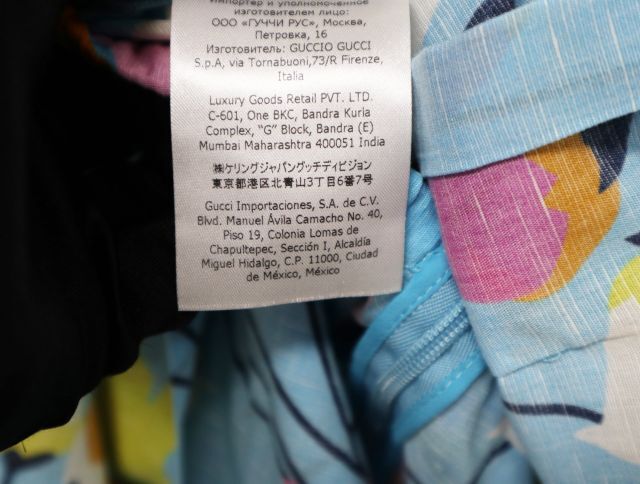 Импортер и уполномоченное
изготовителем лицо:
ООО «ГУЧЧИ РУС», Москва,
Петровка, 16
Изготовитель: GUCCIO GUCCI
S.p.A, via Tornabuoni,73/R Firenze,
Italia
Luxury Goods Retail PVT. LTD.
C-601, One BKC, Bandra Kuria
Complex, “G” Block, Bandra (E)
Mumbai Maharashtra 400051 India
㈱ケリングジャパングッチディビジョン
東京都港区北青山3丁目6番7号
Gucci Importaciones, S.A. de C.V.
Blvd. Manuel Ávila Camacho No. 40,
Piso 19, Colonia Lomas de
Chapultepec, Sección I, Alcaldía
Miguel Hidalgo, C.P. 11000, Ciudad
de México, México